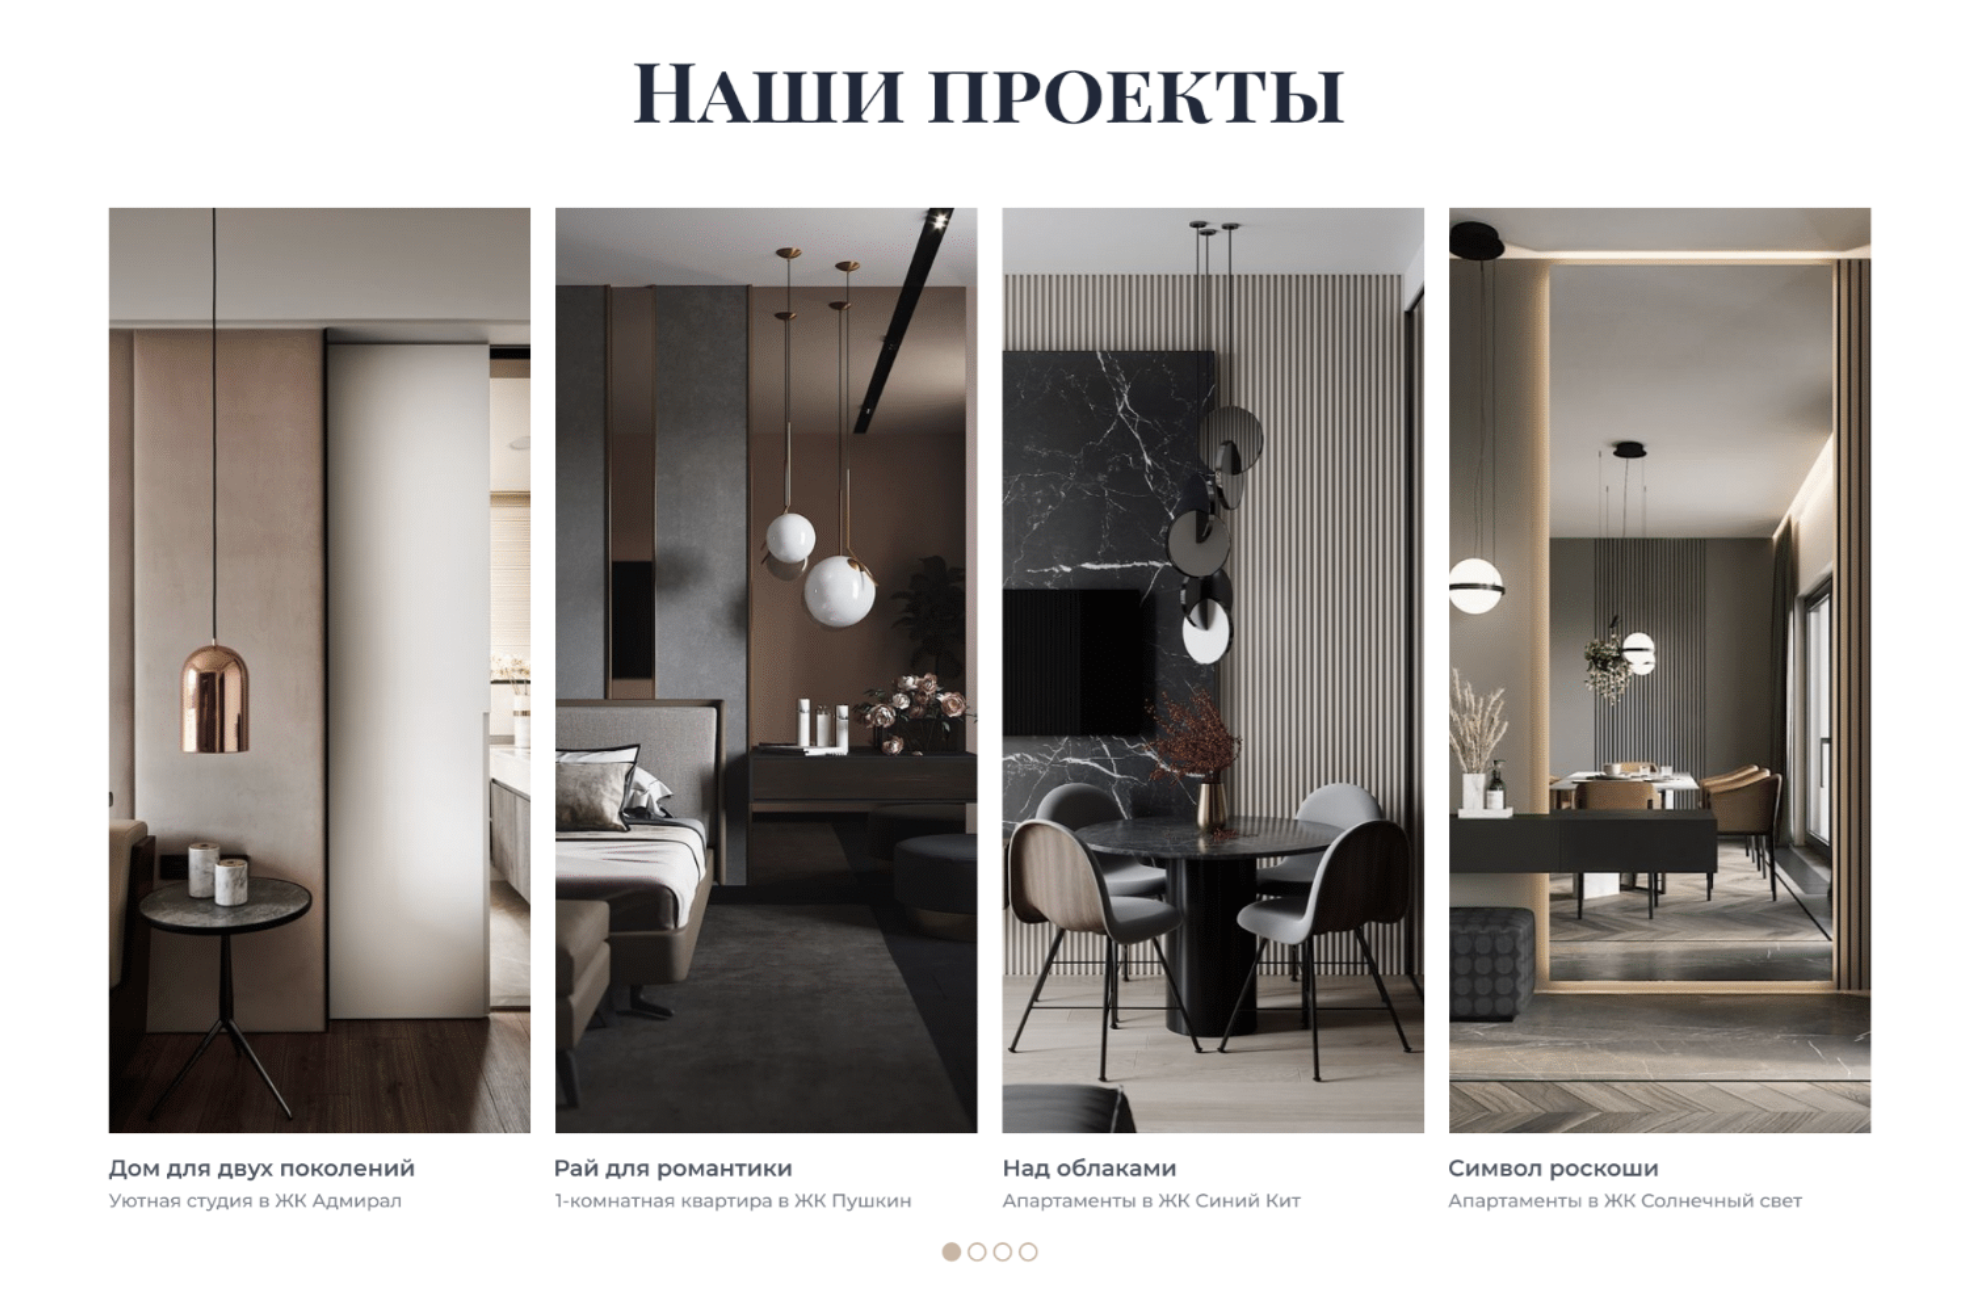 Наши проекты
Дом для двух поколений
Уютная студия в ЖК Адмирал
Рай для романтики
1-комнатная квартира в ЖК Пушкин
Над облаками
Апартаменты в ЖК Синий Кит
Символ роскоши
Апартаменты в ЖК Солнечный свет